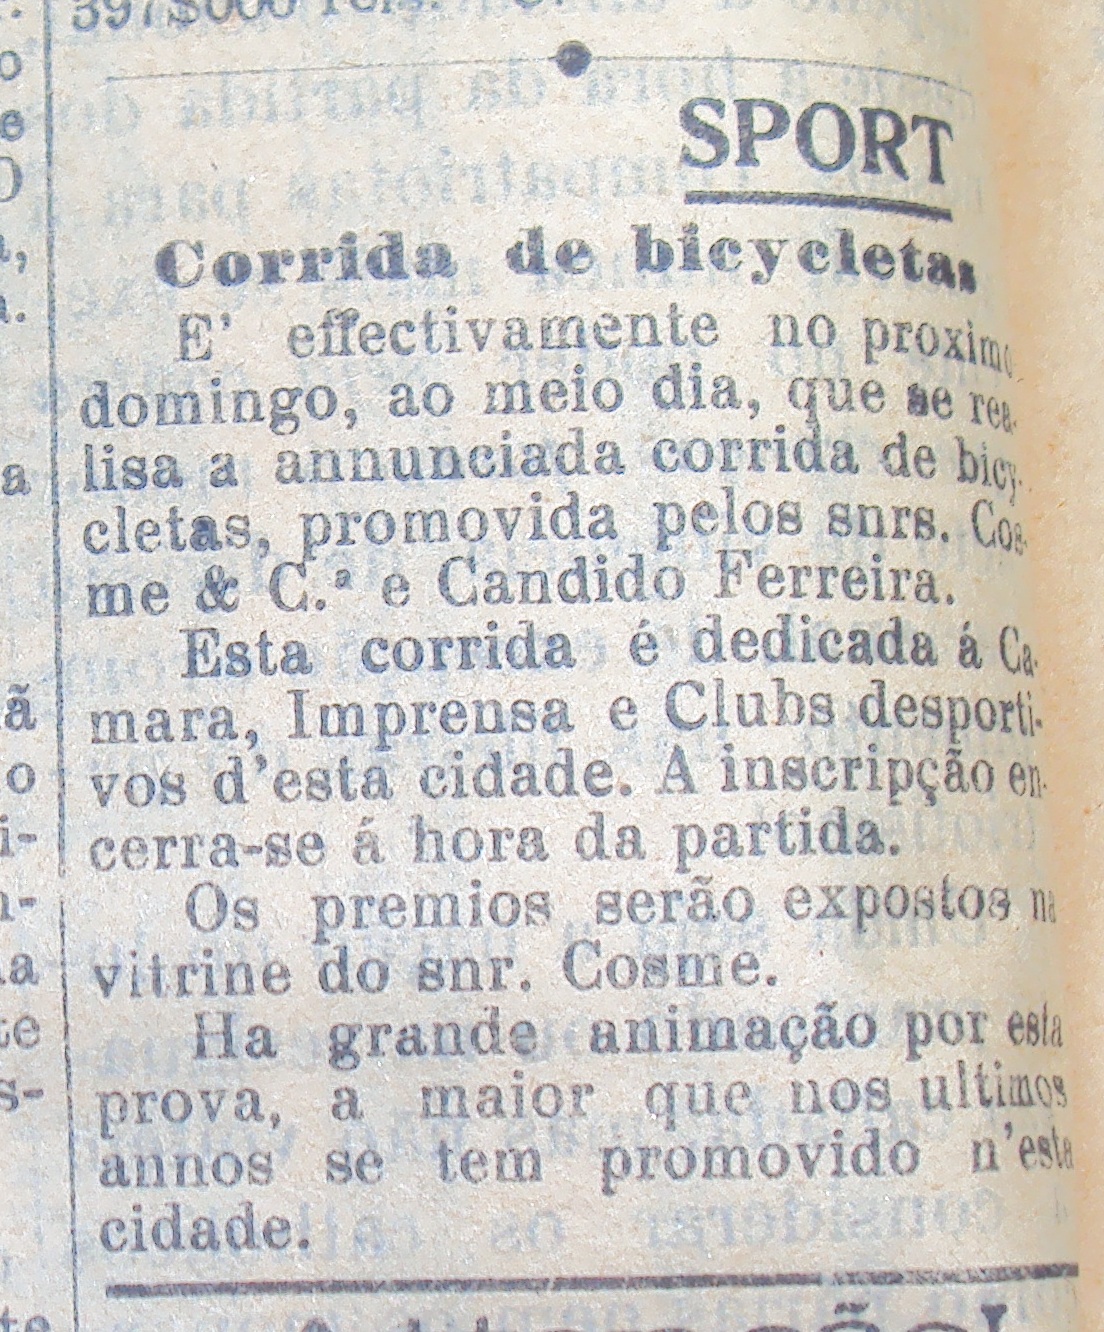 397$000 reis.
SPORT
Corrida de bicycletas
E' effectivamente no proximo
domingo, ao meio dia, que se rea-
lisa a annunciada corrida de bicy-
cletas, promovida pelos snrs. Cos-
me & C.ª e Candido Ferreira.
Esta corrida é dedicada á Ca-
mara, Imprensa e Clubs desporti-
vos d'esta cidade. A inscripção en-
cerra-se á hora da partida.
Os premios serão expostos na
vitrine do snr. Cosme.
Ha grande animação por esta
prova, a maior que nos ultimos
annos se tem promovido n'esta
cidade.